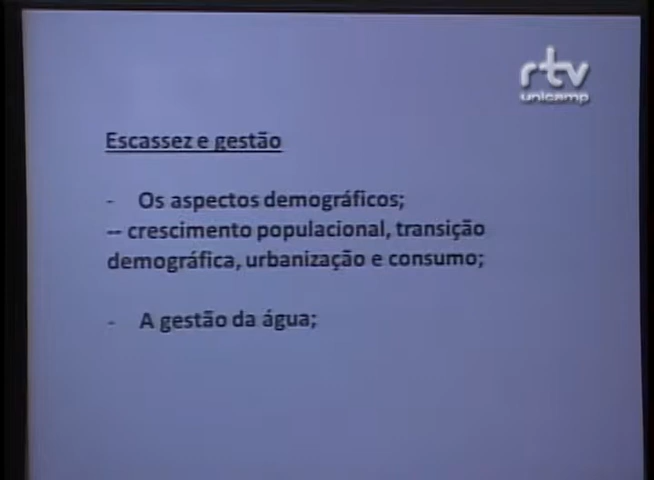 rtv
unicamp
Escassez e gestão
- Os aspectos demográficos;
-- crescimento populacional, transição
demográfica, urbanização e consumo;
- A gestão da água;